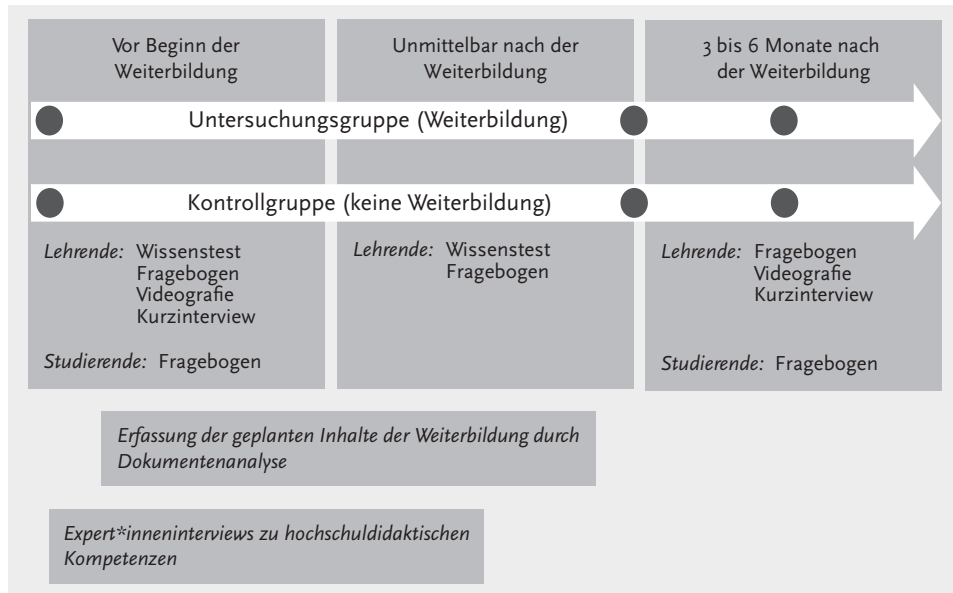 Vor Beginn der
Weiterbildung
Unmittelbar nach der
Weiterbildung
3 bis 6 Monate nach
der Weiterbildung
Untersuchungsgruppe (Weiterbildung)
Kontrollgruppe (keine Weiterbildung)
Lehrende: Wissenstest
Fragebogen
Videografie
Kurzinterview
Studierende: Fragebogen
Lehrende: Wissenstest
Fragebogen
Lehrende: Fragebogen
Videografie
Kurzinterview
Studierende: Fragebogen
Erfassung der geplanten Inhalte der Weiterbildung durch
Dokumentenanalyse
Expert*inneninterviews zu hochschuldidaktischen
Kompetenzen